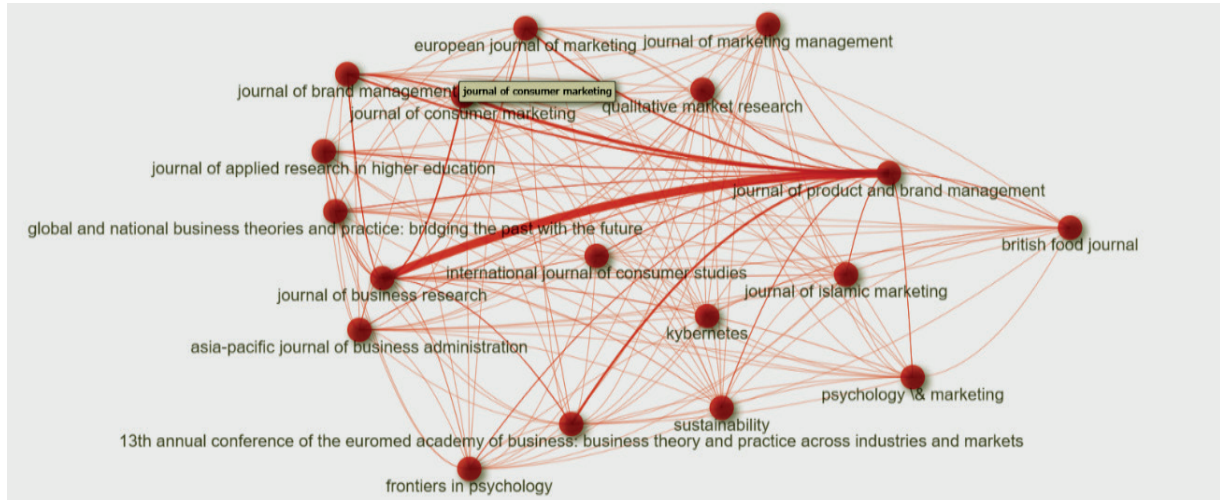 european journal of marketing
journal of marketing management
journal of brand management
journal of consumer marketing
journal of consumer marketing
qualitative market research
journal of applied research in higher education
journal of product and brand management
global and national business theories and practice: bridging the past with the future
british food journal
international journal of consumer studies
journal of business research
journal of islamic marketing
kybernetes
asia-pacific journal of business administration
psychology \& marketing
sustainability
13th annual conference of the euromed academy of business: business theory and practice across industries and markets
frontiers in psychology